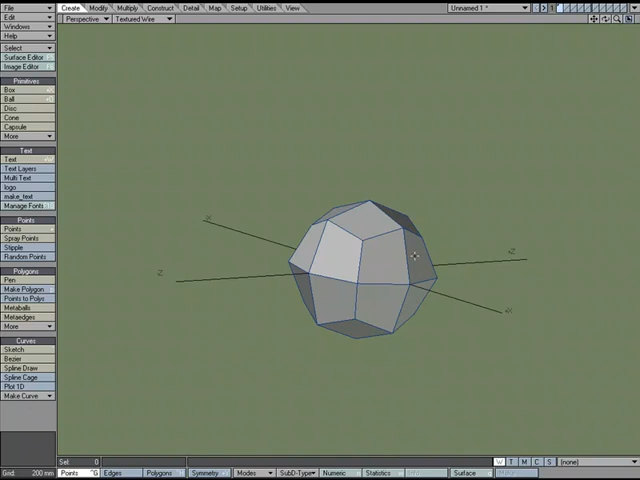 File
Create Modify Multiply Construct Detail Map Setup Utilities View
Unnamed 1 *
1
Edit
Perspective Textured Wire
Windows
Help
Select
Surface Editor
Image Editor
Primitives
Box
Ball
Disc
Cone
Capsule
More
Text
Text
Text Layers
Multi Text
logo
make_text
Manage Fonts
Points
Points +
Spray Points
Stipple
Random Points
Polygons
Pen
Make Polygon
Points to Polys
Metaballs
Metaedges
More
Curves
Sketch
Bezier
Spline Draw
Spline Cage
Plot 1D
Make Curve
-X
Z
-Z
+X
Sel: 0
W T M C S (none)
Grid: 200 mm
Points ^G Edges Polygons Symmetry Modes SubD-Type Numeric Statistics Surface